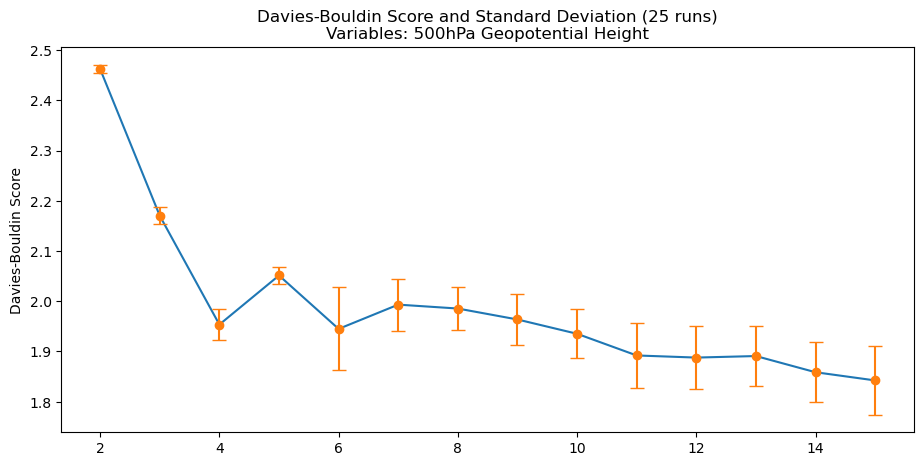 Davies-Bouldin Score and Standard Deviation (25 runs)
Variables: 500hPa Geopotential Height
Davies-Bouldin Score
2.5
2.4
2.3
2.2
2.1
2.0
1.9
1.8
2 4 6 8 10 12 14